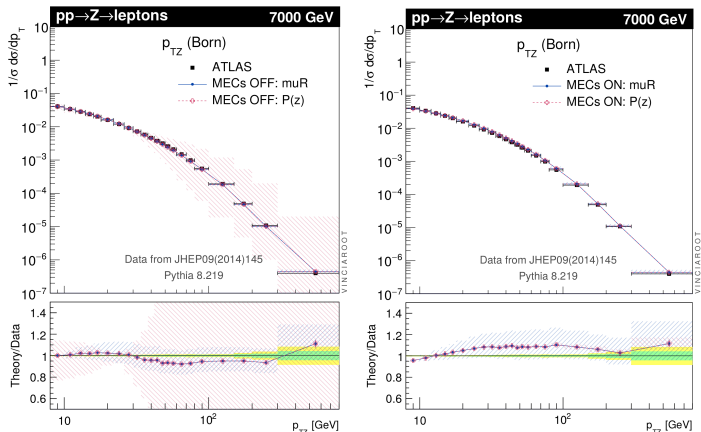 pp→Z→leptons 7000 GeV
1/σ dσ/dp_T
p_TZ (Born)
ATLAS
MECs OFF: muR
MECs OFF: P(z)
1
10⁻¹
10⁻²
10⁻³
10⁻⁴
10⁻⁵
10⁻⁶
10⁻⁷
Data from JHEP09(2014)145
Pythia 8.219
VINCIAROOT
Theory/Data
1.4
1.2
1
0.8
0.6
10 10²
p_TZ [GeV]
pp→Z→leptons 7000 GeV
1/σ dσ/dp_T
p_TZ (Born)
ATLAS
MECs ON: muR
MECs ON: P(z)
1
10⁻¹
10⁻²
10⁻³
10⁻⁴
10⁻⁵
10⁻⁶
10⁻⁷
Data from JHEP09(2014)145
Pythia 8.219
VINCIAROOT
Theory/Data
1.4
1.2
1
0.8
0.6
10 10²
p_TZ [GeV]